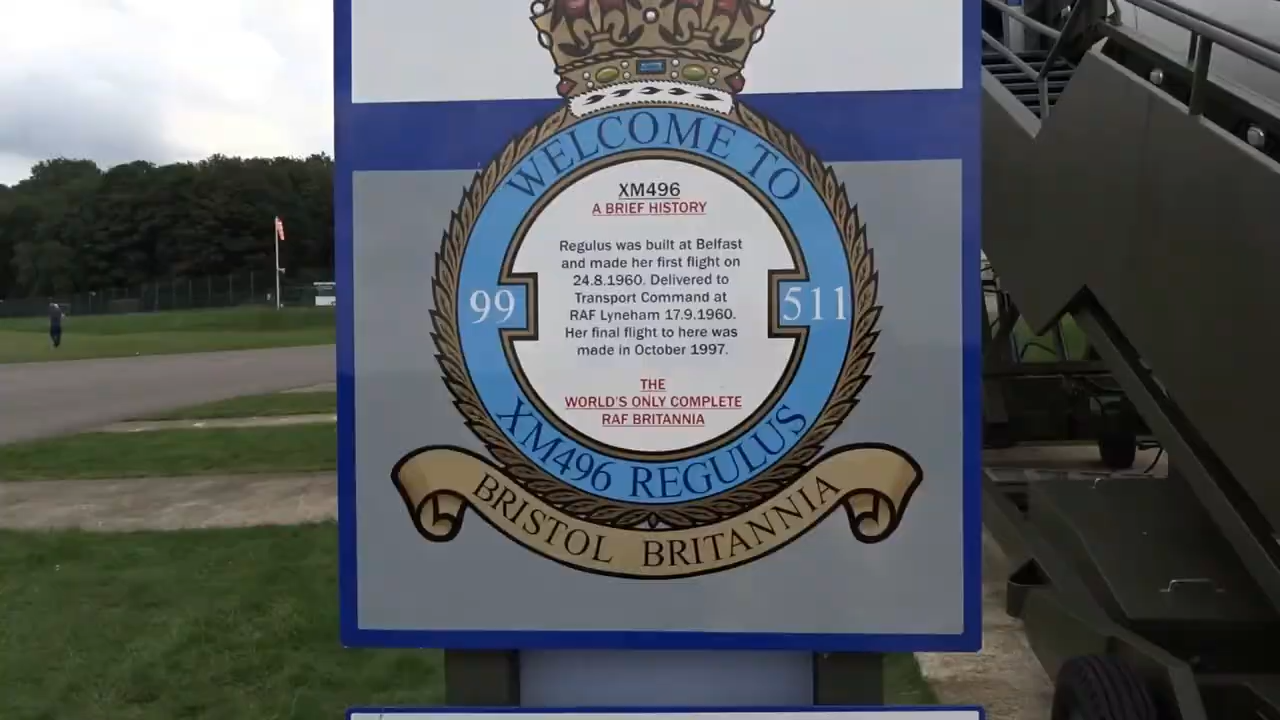 WELCOME TO
XM496
A BRIEF HISTORY
Regulus was built at Belfast
and made her first flight on
24.8.1960. Delivered to
Transport Command at
RAF Lyneham 17.9.1960.
Her final flight to here was
made in October 1997.
99
511
THE
WORLD'S ONLY COMPLETE
RAF BRITANNIA
XM496 REGULUS
BRISTOL BRITANNIA